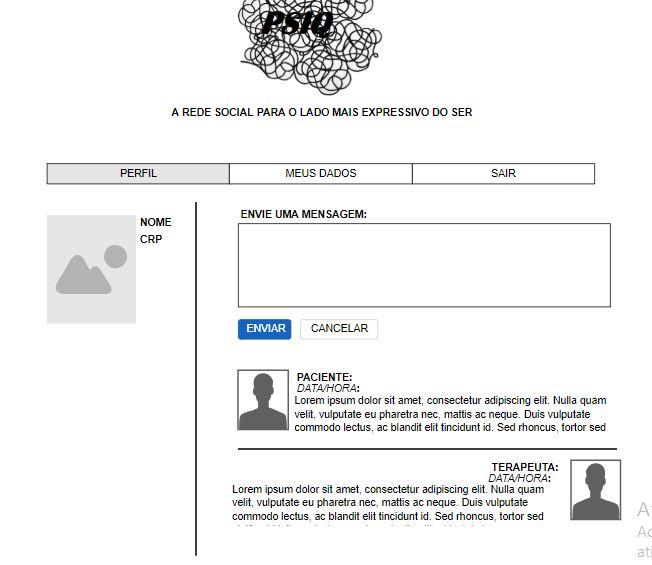 PSIQ
A REDE SOCIAL PARA O LADO MAIS EXPRESSIVO DO SER
PERFIL
MEUS DADOS
SAIR
NOME
CRP
ENVIE UMA MENSAGEM:
ENVIAR
CANCELAR
PACIENTE:
DATA/HORA:
Lorem ipsum dolor sit amet, consectetur adipiscing elit. Nulla quam
velit, vulputate eu pharetra nec, mattis ac neque. Duis vulputate
commodo lectus, ac blandit elit tincidunt id. Sed rhoncus, tortor sed
TERAPEUTA:
DATA/HORA:
Lorem ipsum dolor sit amet, consectetur adipiscing elit. Nulla quam
velit, vulputate eu pharetra nec, mattis ac neque. Duis vulputate
commodo lectus, ac blandit elit tincidunt id. Sed rhoncus, tortor sed